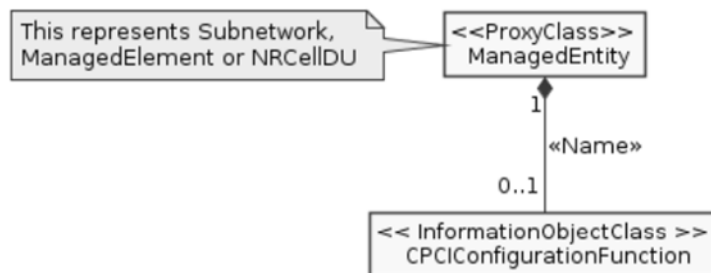 This represents Subnetwork,
ManagedElement or NRCellDU
<<ProxyClass>>
ManagedEntity
1
«Name»
0..1
<< InformationObjectClass >>
CPCIConfigurationFunction